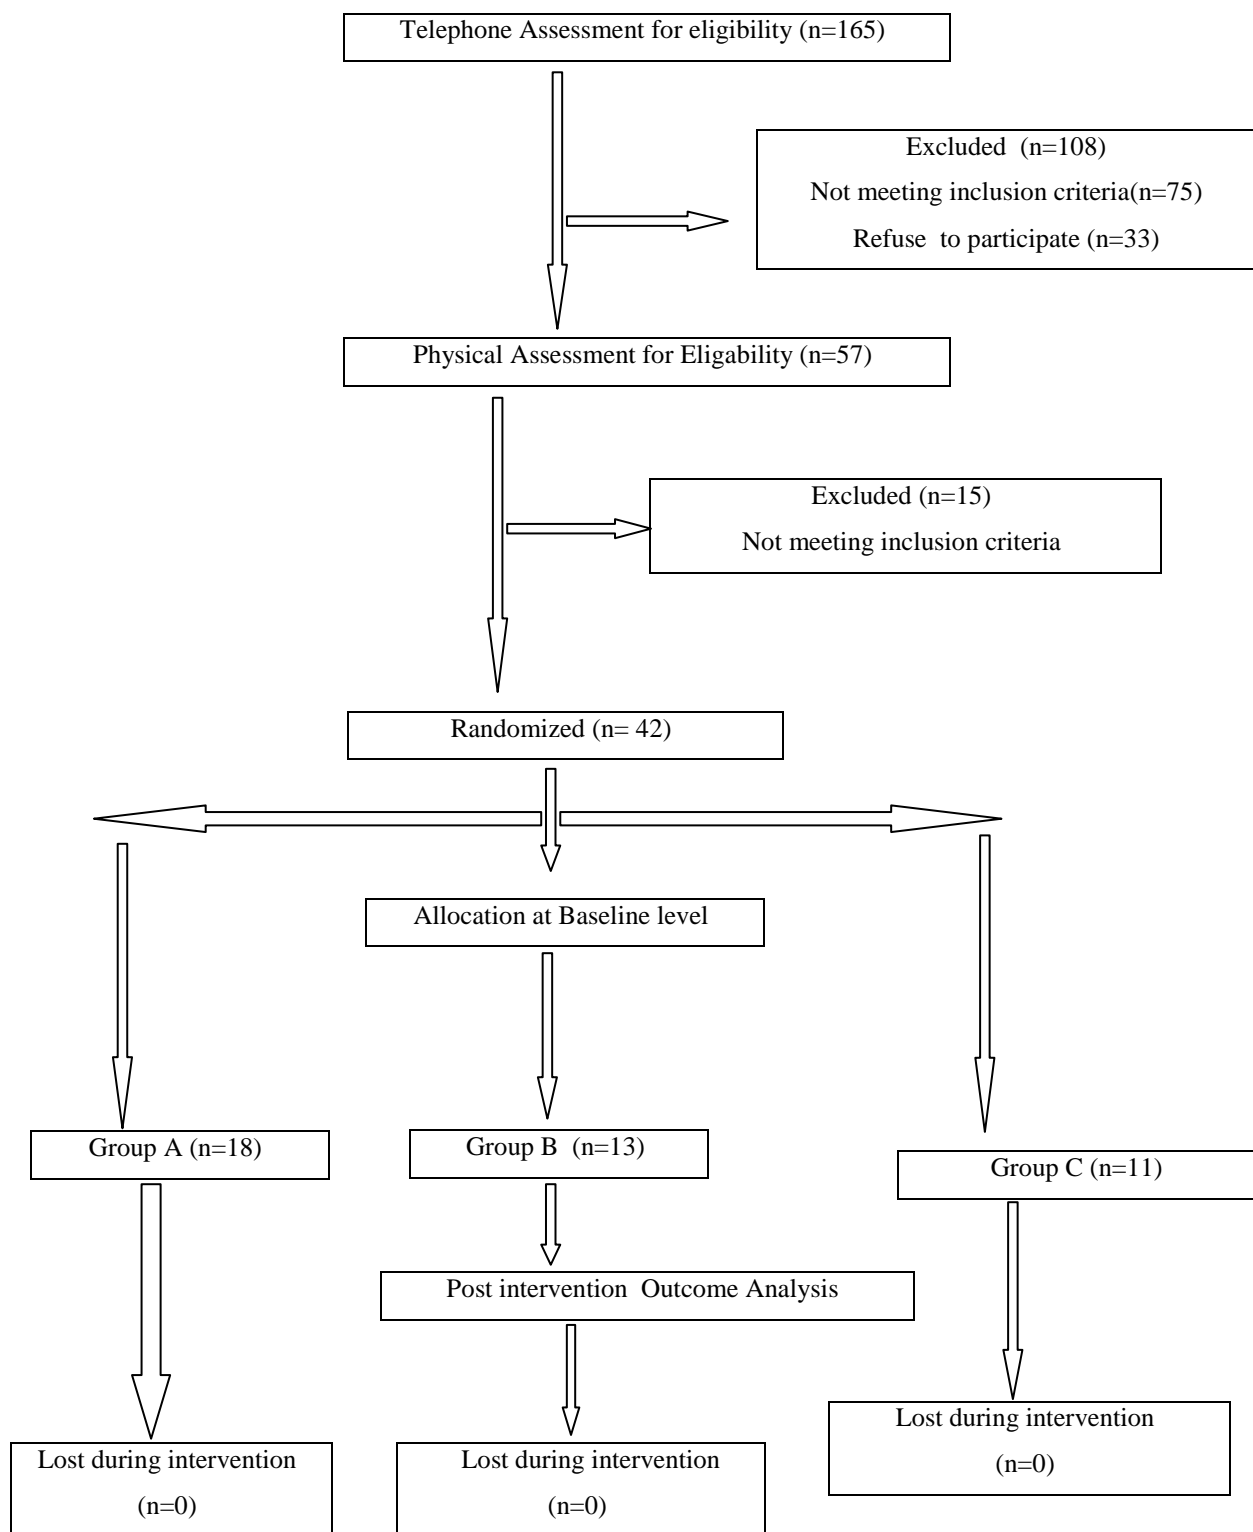 Telephone Assessment for eligibility (n=165)
Excluded  (n=108)
Not meeting inclusion criteria(n=75)
Refuse  to participate (n=33)
Physical Assessment for Eligability (n=57)
Excluded (n=15)
Not meeting inclusion criteria
Randomized (n= 42)
Allocation at Baseline level
Group A (n=18)
Group B  (n=13)
Group C (n=11)
Post intervention  Outcome Analysis
Lost during intervention
(n=0)
Lost during intervention
(n=0)
Lost during intervention
(n=0)